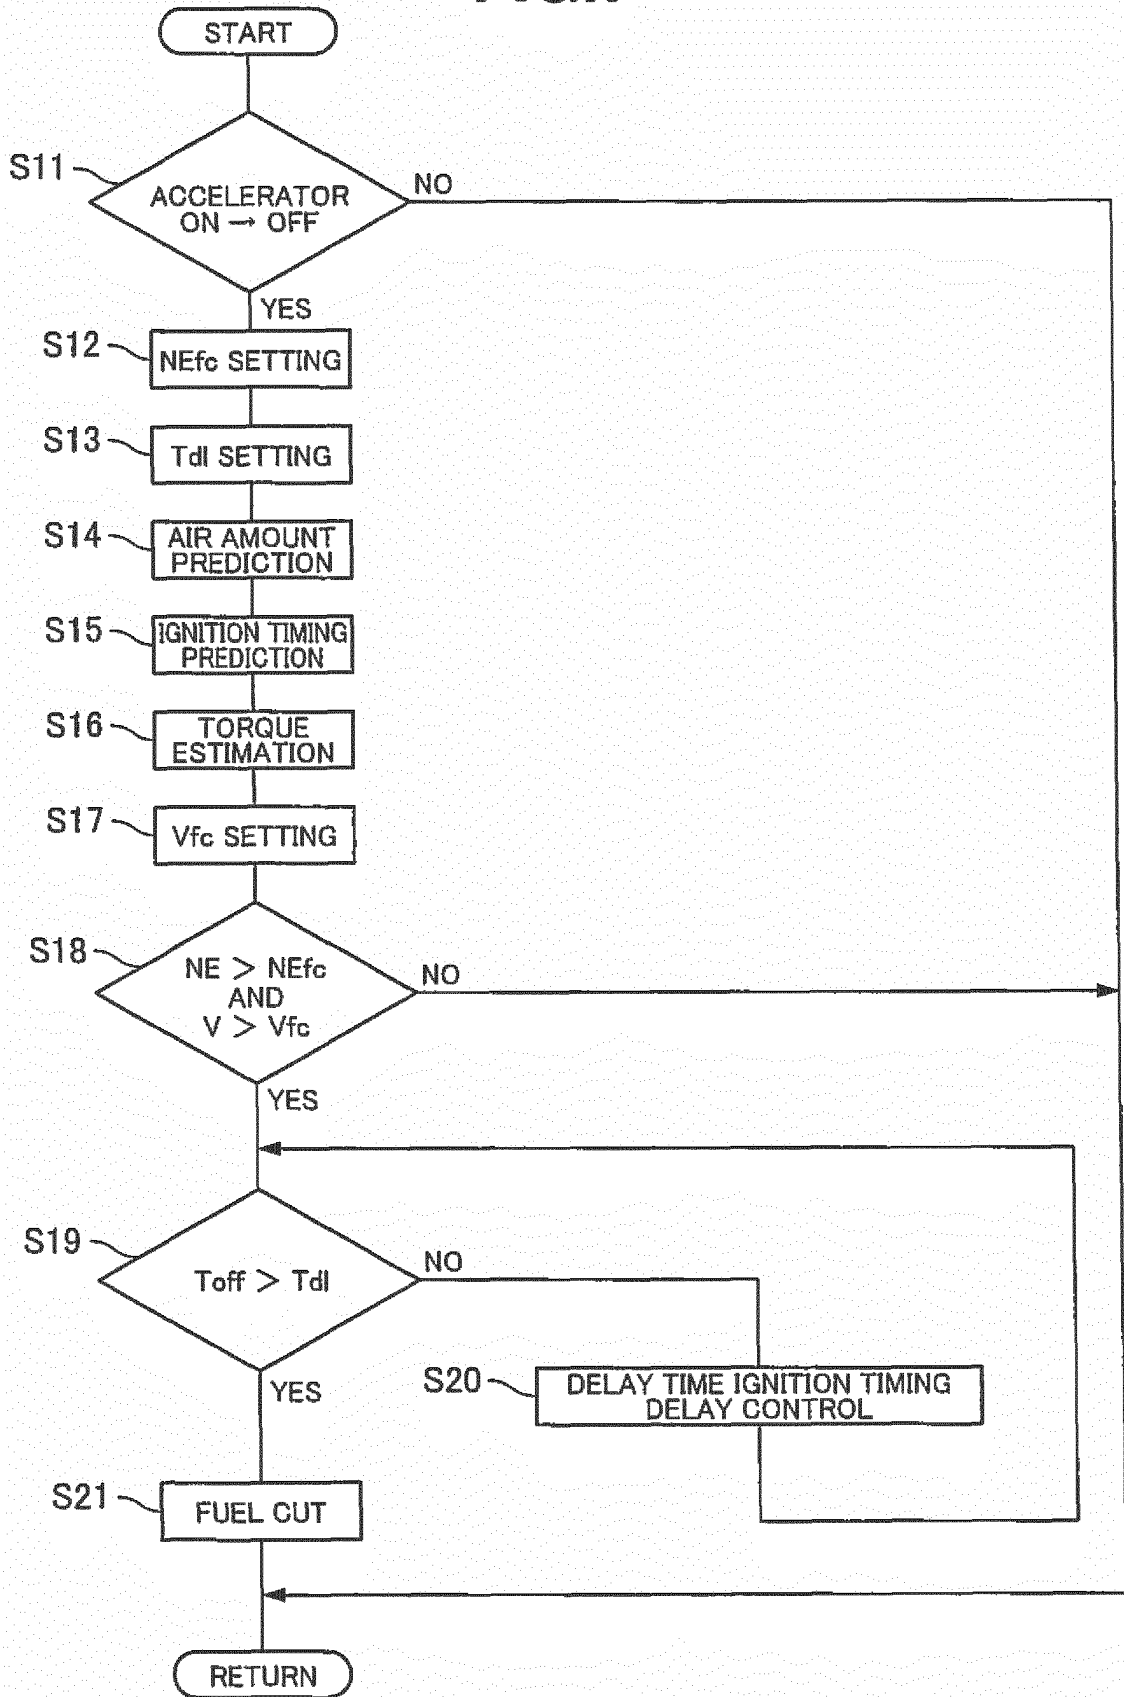 START
S11
ACCELERATOR
ON → OFF
NO
YES
S12
NEfc SETTING
S13
Tdl SETTING
S14
AIR AMOUNT
PREDICTION
S15
IGNITION TIMING
PREDICTION
S16
TORQUE
ESTIMATION
S17
Vfc SETTING
S18
NE > NEfc
AND
V > Vfc
NO
YES
S19
Toff > Tdl
NO
YES
S20
DELAY TIME IGNITION TIMING
DELAY CONTROL
S21
FUEL CUT
RETURN